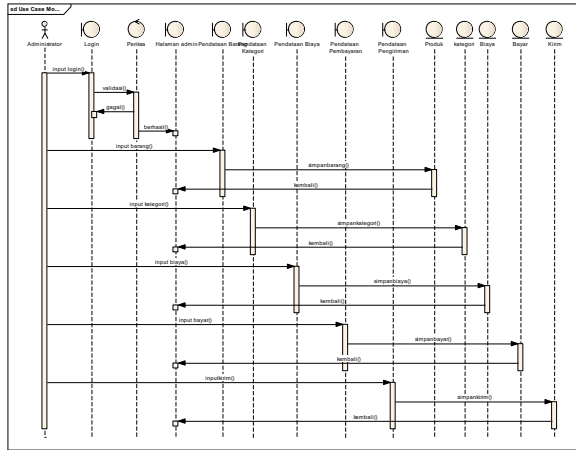 sd Use Case Mo...
Administrator
Login
Periksa
Halaman admin
Pendataan Barang
Pendataan Kategori
Pendataan Biaya
Pendataan Pembayaran
Pendataan Pengiriman
Produk
kategori
Biaya
Bayar
Kirim
input login()
validasi()
gagal()
berhasil()
input barang()
simpanbarang()
kembali()
input kategori()
simpankategori()
kembali()
input biaya()
simpanbiaya()
kembali()
input bayar()
simpanbayar()
kembali()
inputkirim()
simpankirim()
kembali()